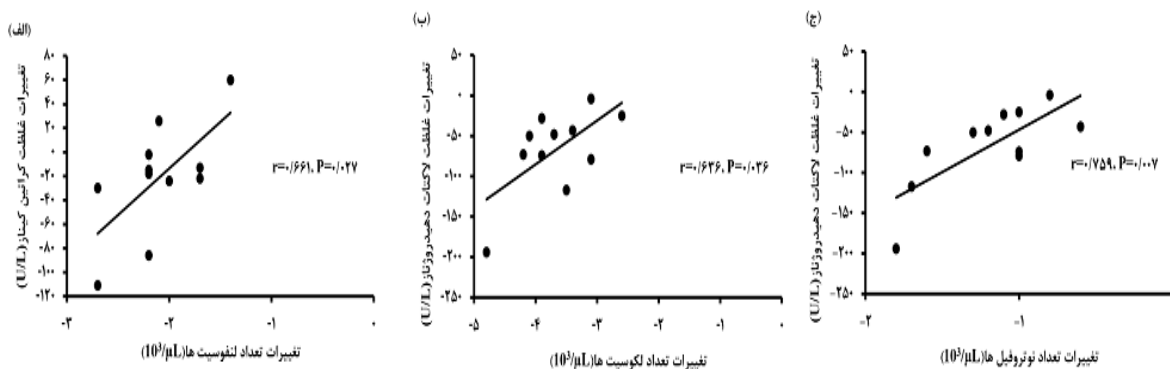 (الف)
تغییرات غلظت کراتین کیناز (U/L)
۸۰
۶۰
۴۰
۲۰
۰
-۲۰
-۴۰
-۶۰
-۸۰
-۱۰۰
-۱۲۰
r=۰/۶۶۱، P=۰/۰۲۷
-۳ -۲ -۱ ۰
تغییرات تعداد لنفوسیت ها (10³/µL)
(ب)
تغییرات غلظت لاکتات دهیدروژناز (U/L)
۵۰
۰
-۵۰
-۱۰۰
-۱۵۰
-۲۰۰
-۲۵۰
r=۰/۶۳۶، P=۰/۰۳۶
-۵ -۴ -۳ -۲
تغییرات تعداد لکوسیت ها (10³/µL)
(ج)
تغییرات غلظت لاکتات دهیدروژناز (U/L)
۵۰
۰
-۵۰
-۱۰۰
-۱۵۰
-۲۰۰
-۲۵۰
r=۰/۷۵۹، P=۰/۰۰۷
-۲ -۱
تغییرات تعداد نوتروفیل ها (10³/µL)